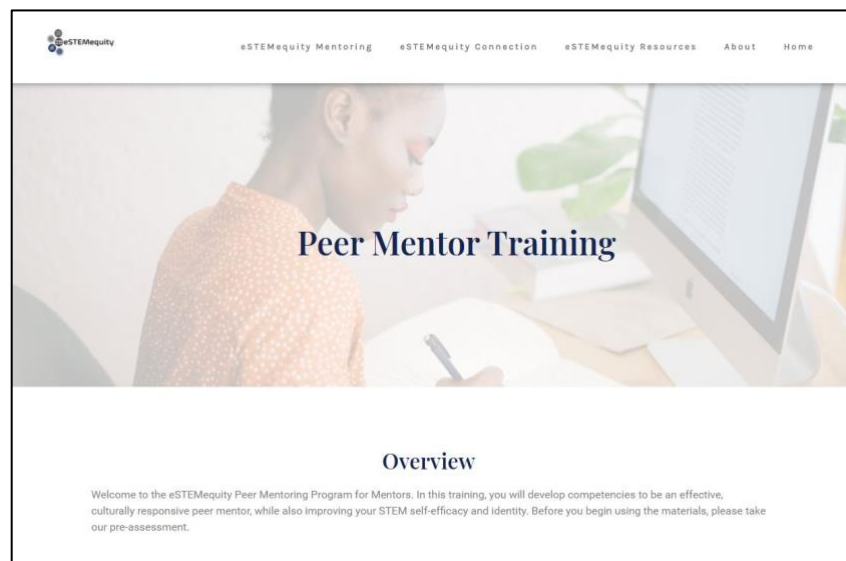 eSTEMequity
eSTEMequity Mentoring eSTEMequity Connection eSTEMequity Resources About Home
Peer Mentor Training
Overview
Welcome to the eSTEMequity Peer Mentoring Program for Mentors. In this training, you will develop competencies to be an effective,
culturally responsive peer mentor, while also improving your STEM self-efficacy and identity. Before you begin using the materials, please take
our pre-assessment.